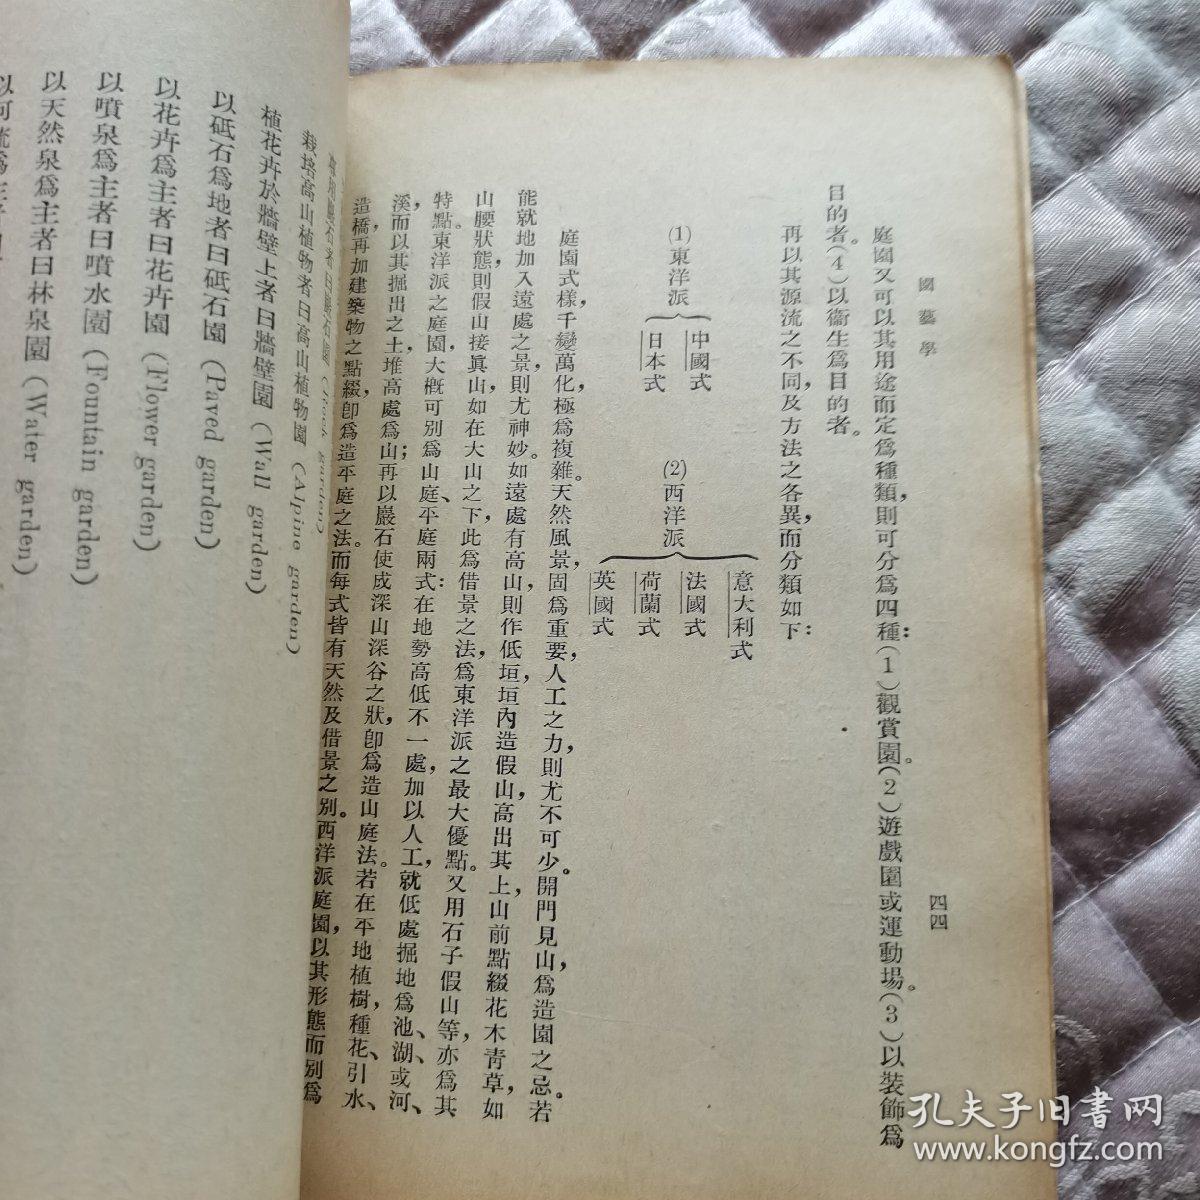 園藝學
四四
庭園又可以其用途而定爲種類，則可分爲四種：(1)觀賞園。(2)遊戲園或運動場。(3)以裝飾爲
目的者。(4)以衞生爲目的者。
再以其源流之不同，及方法之各異，而分類如下：
(1)東洋派
中國式
日本式
(2)西洋派
意大利式
法國式
荷蘭式
英國式
庭園式樣，千變萬化，極爲複雜。天然風景，固爲重要，人工之力，則尤不可少。開門見山，爲造園之忌。若
能就地加入遠處之景，則尤神妙。如遠處有高山，則作低垣，垣內造假山高出其上，山前點綴花木靑草，如
山腰狀，態則假山接眞山，如在大山之下，此爲借景之法，爲東洋派之最大優點。又用石子假山等，亦爲其
特點。東洋派之庭園，大槪可別爲山庭、平庭兩式：在地勢高低不一處，加以人工，就低處掘地爲池、湖、或河、
溪，而以其掘出之土，堆高處爲山；再以巖石使成深山深谷之狀，卽爲造山庭法。若在平地植樹，種花、引水、
造橋，再加建築物之點綴，卽爲造平庭之法。而每式皆有天然及借景之別。西洋派庭園，以其形態而別爲
栽培高山植物者曰高山植物園 (Alpine garden)
植花卉於牆壁上者曰牆壁園 (Wall garden)
以砥石爲地者曰砥石園 (Paved garden)
以花卉爲主者曰花卉園 (Flower garden)
以噴泉爲主者曰噴水園 (Fountain garden)
以天然泉爲主者曰林泉園 (Water garden)
孔夫子旧书网
www.kongfz.com